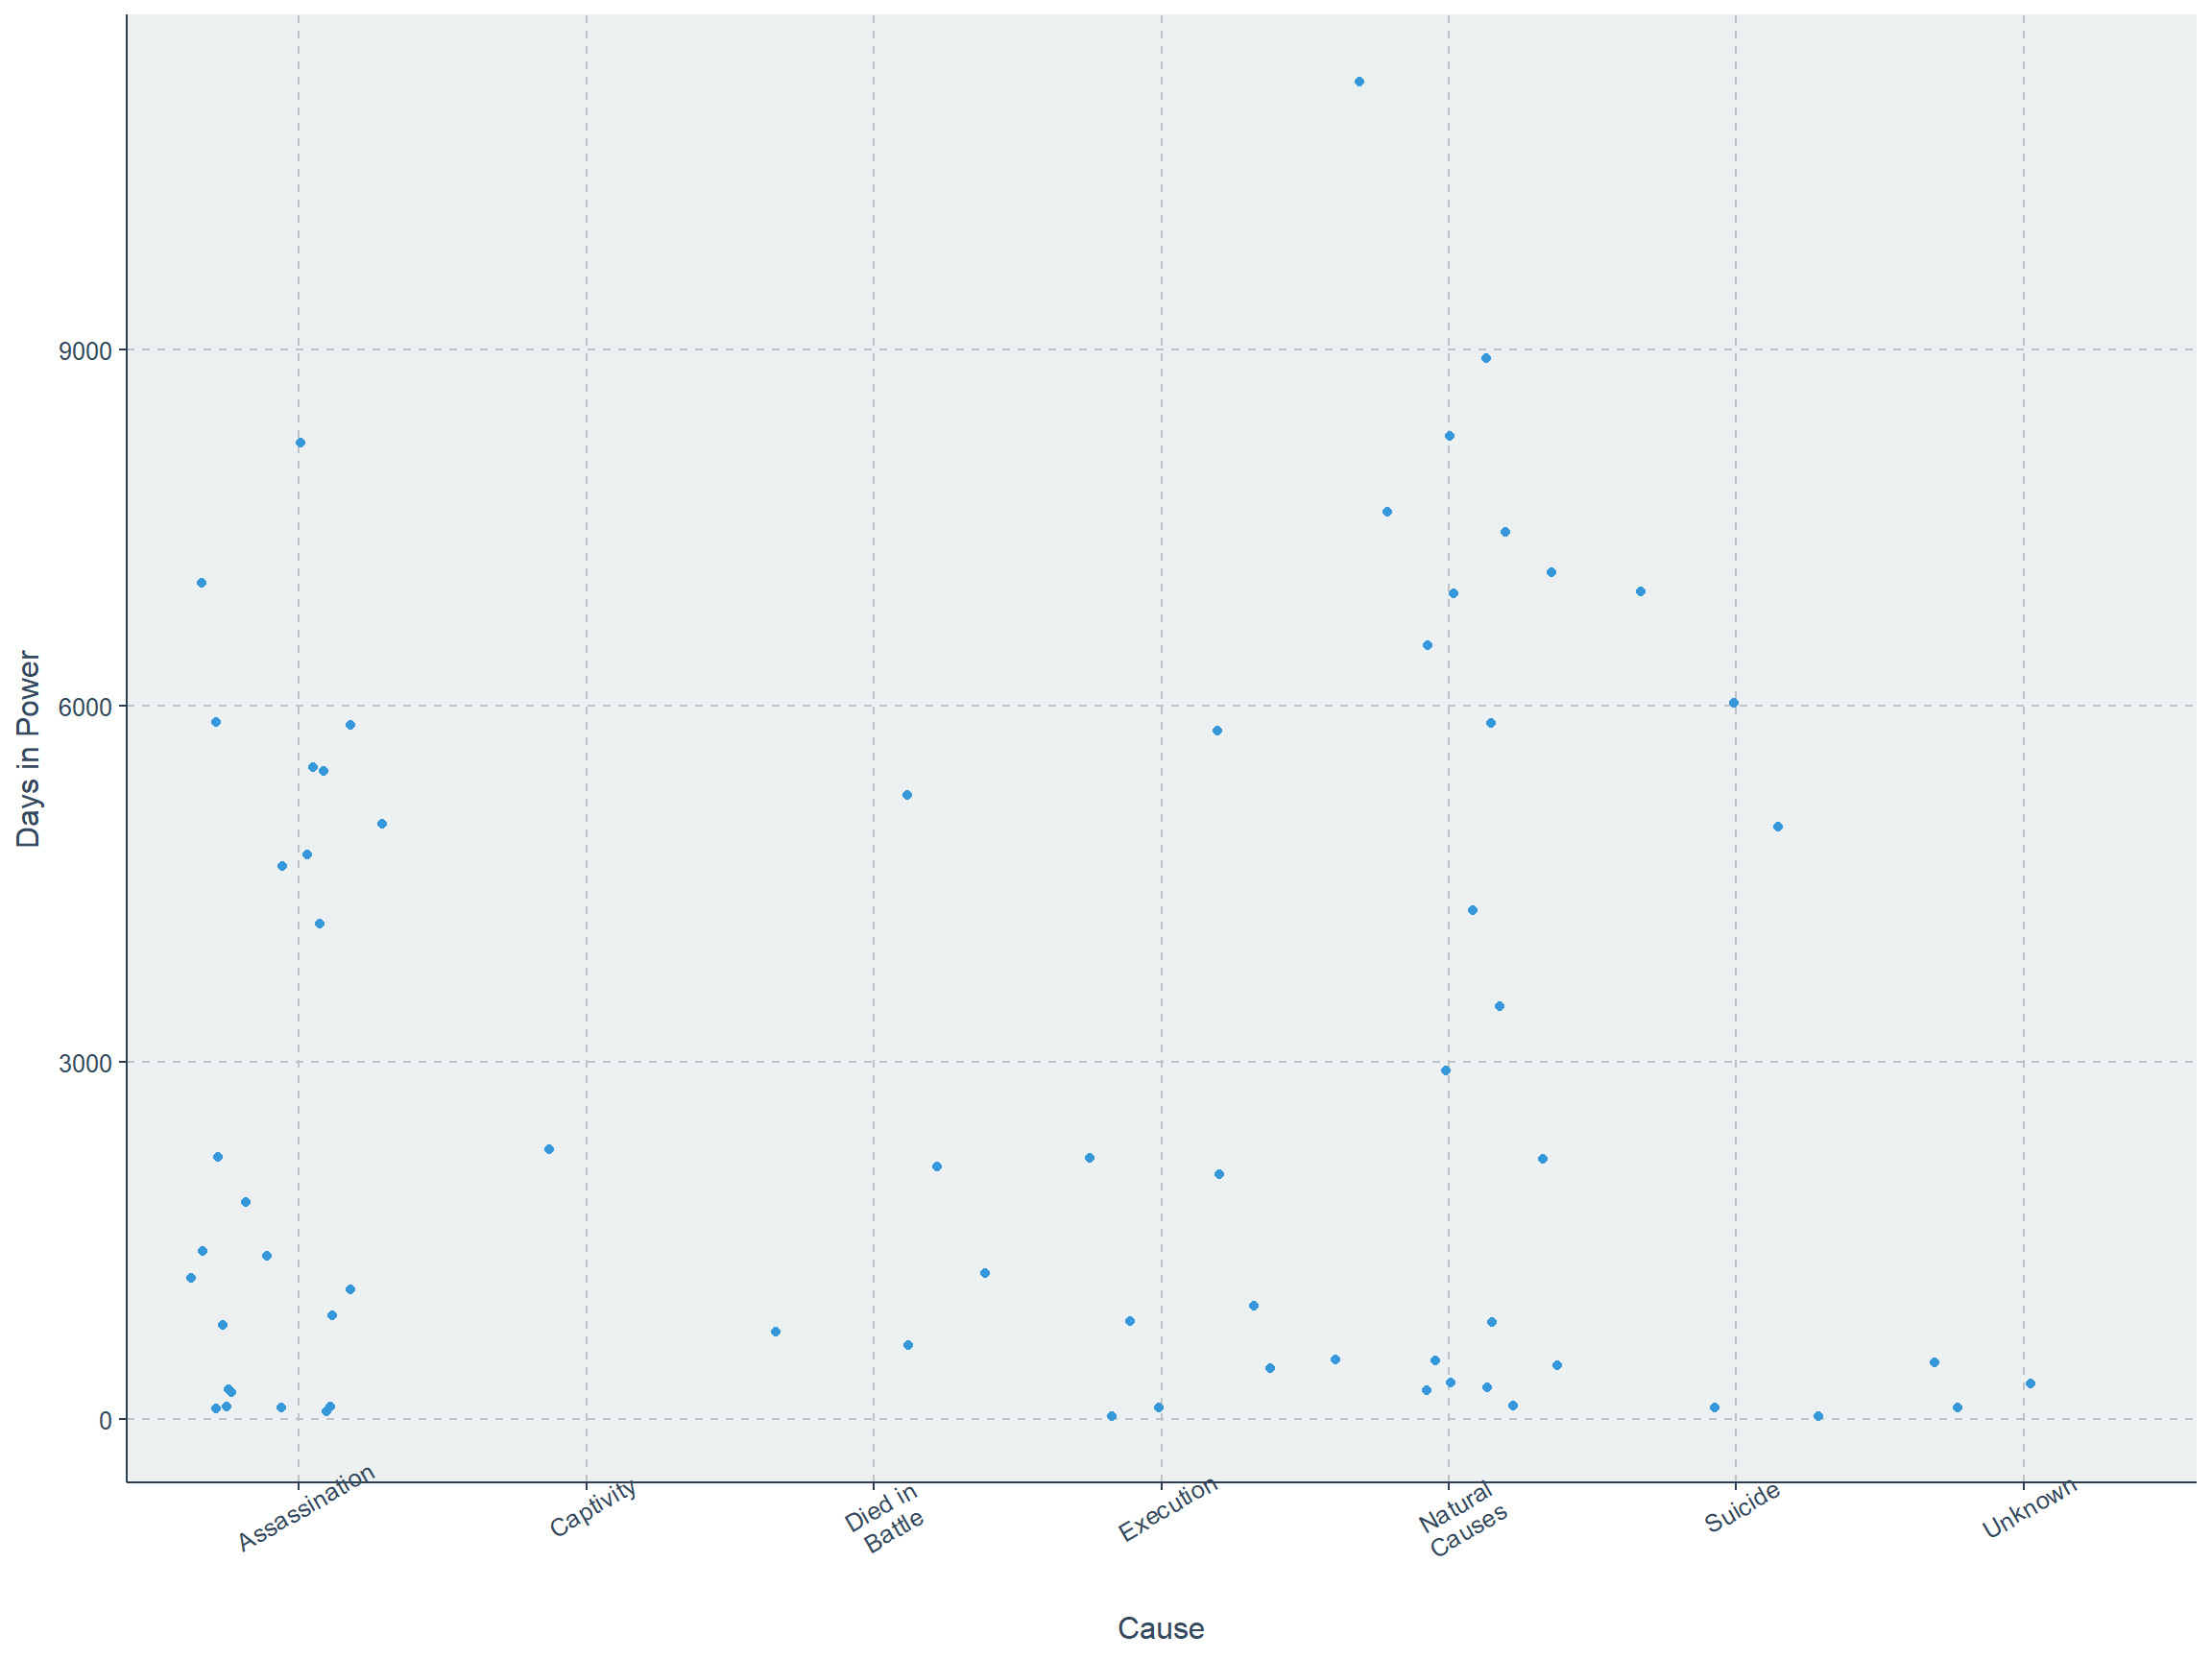 9000
6000
3000
0
Days in Power
Assassination
Captivity
Died in
Battle
Execution
Natural
Causes
Suicide
Unknown
Cause